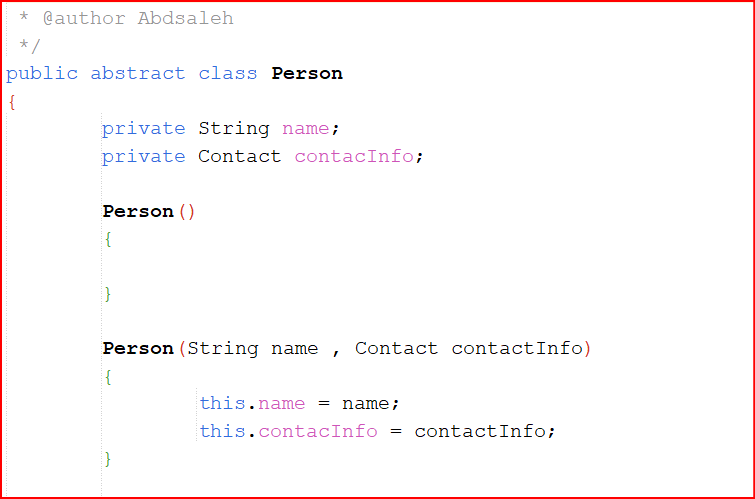 * @author Abdsaleh
*/
public abstract class Person
{
private String name;
private Contact contacInfo;
Person()
{
}
Person(String name , Contact contactInfo)
{
this.name = name;
this.contacInfo = contactInfo;
}